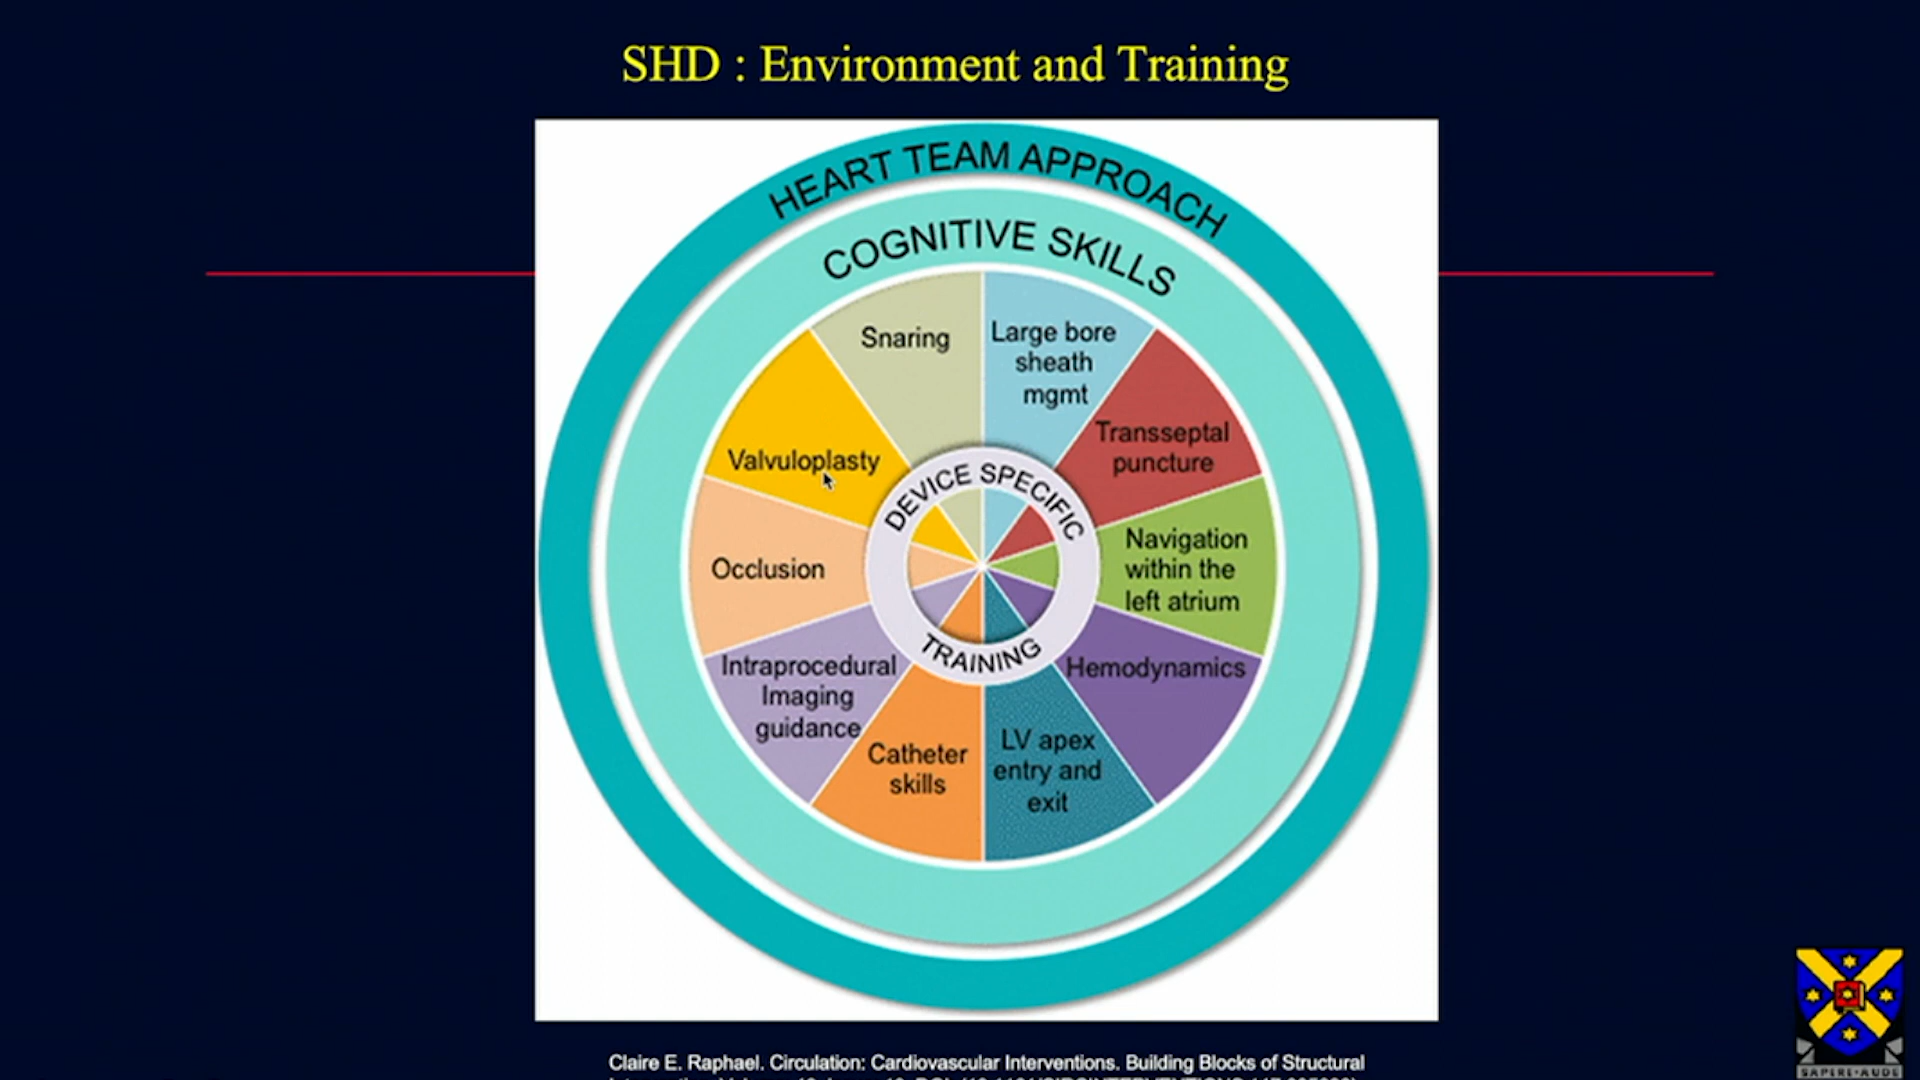 SHD : Environment and Training
HEART TEAM APPROACH
COGNITIVE SKILLS
Snaring
Large bore
sheath
mgmt
Transseptal
puncture
Valvuloplasty
DEVICE SPECIFIC
TRAINING
Navigation
within the
left atrium
Occlusion
Hemodynamics
Intraprocedural
Imaging
guidance
LV apex
entry and
exit
Catheter
skills
Claire E. Raphael. Circulation: Cardiovascular Interventions. Building Blocks of Structural
SAPERE·AUDE